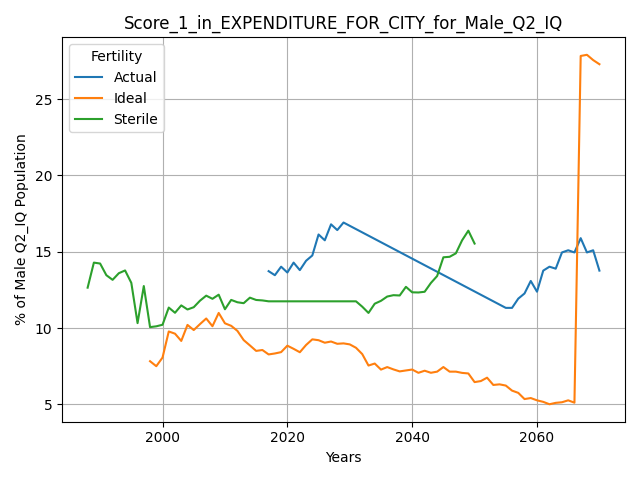 Score_1_in_EXPENDITURE_FOR_CITY_for_Male_Q2_IQ
Fertility
Actual
Ideal
Sterile
% of Male Q2_IQ Population
25
20
15
10
5
2000
2020
2040
2060
Years